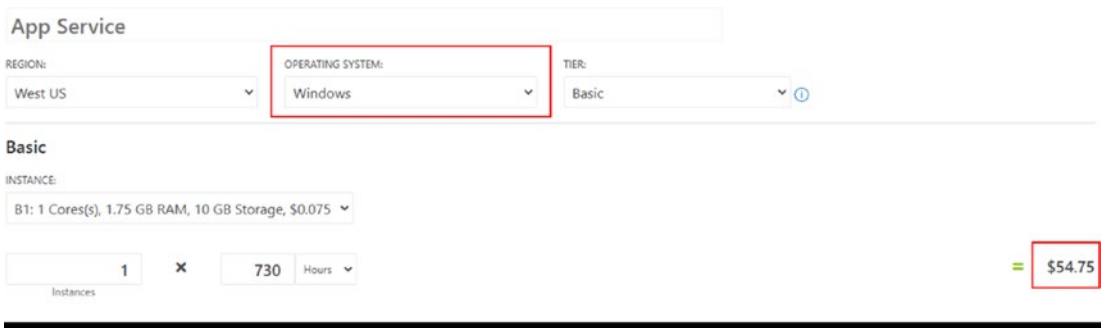 App Service
REGION: OPERATING SYSTEM: TIER:
West US Windows Basic
Basic
INSTANCE:
B1: 1 Cores(s), 1.75 GB RAM, 10 GB Storage, $0.075
1 × 730 Hours = $54.75
Instances